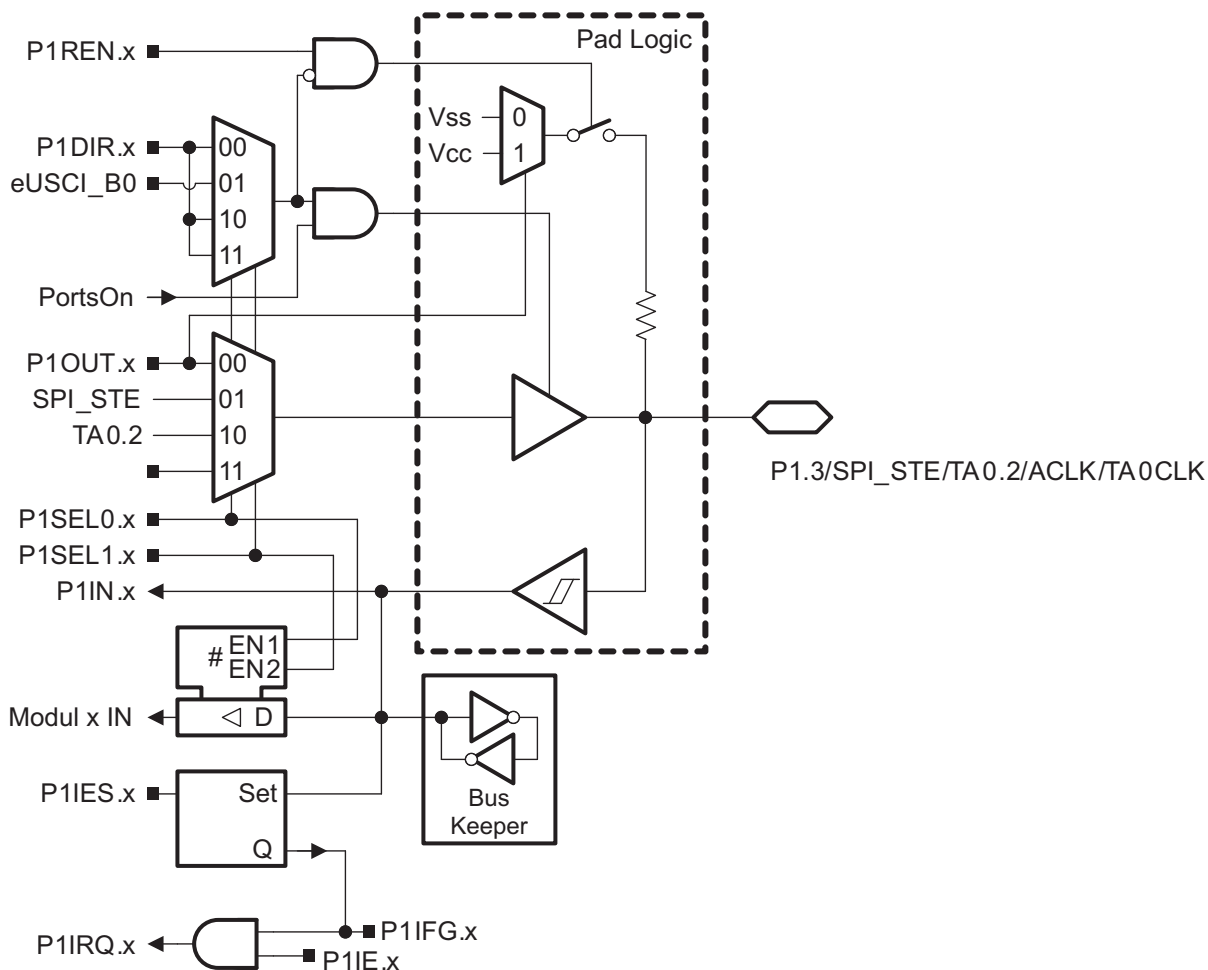 Pad Logic
P1REN.x
Vss 0
Vcc 1
P1DIR.x 00
eUSCI_B0 01
10
11
PortsOn
P1OUT.x 00
SPI_STE 01
TA0.2 10
11
P1.3/SPI_STE/TA0.2/ACLK/TA0CLK
P1SEL0.x
P1SEL1.x
P1IN.x
EN1
# EN2
Modul x IN D
P1IES.x Set
Bus
Keeper
Q
P1IFG.x
P1IRQ.x
P1IE.x